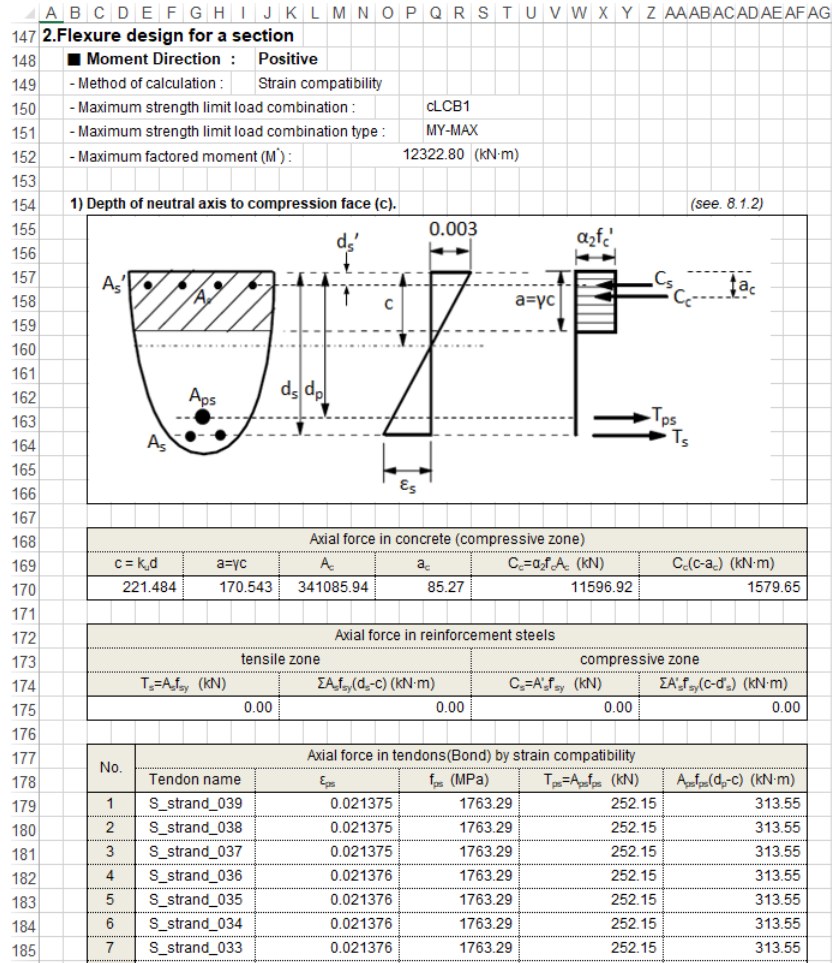 A B C D E F G H I J K L M N O P Q R S T U V W X Y Z AA AB AC AD AE AF AG
147 2.Flexure design for a section
148 ■ Moment Direction : Positive
149 - Method of calculation : Strain compatibility
150 - Maximum strength limit load combination : cLCB1
151 - Maximum strength limit load combination type : MY-MAX
152 - Maximum factored moment (M*) : 12322.80 (kN·m)
153
154 1) Depth of neutral axis to compression face (c). (see. 8.1.2)
155
156
157
158
159
160
161
162
163
164
165
166
ds' 0.003 α2fc'
As' Ac c a=γc Cs Cc ac
ds dp
Aps
As
εs
Tps
Ts
167
168 Axial force in concrete (compressive zone)
169 c = kud a=γc Ac ac Cc=α2f'cAc (kN) Cc(c-ac) (kN·m)
170 221.484 170.543 341085.94 85.27 11596.92 1579.65
171
172 Axial force in reinforcement steels
173 tensile zone compressive zone
174 Ts=Asfsy (kN) ΣAsfsy(ds-c) (kN·m) Cs=A'sf'sy (kN) ΣA'sf'sy(c-d's) (kN·m)
175 0.00 0.00 0.00 0.00
176
177 No. Axial force in tendons(Bond) by strain compatibility
178 Tendon name εps fps (MPa) Tps=Apsfps (kN) Apsfps(dp-c) (kN·m)
179 1 S_strand_039 0.021375 1763.29 252.15 313.55
180 2 S_strand_038 0.021375 1763.29 252.15 313.55
181 3 S_strand_037 0.021375 1763.29 252.15 313.55
182 4 S_strand_036 0.021376 1763.29 252.15 313.55
183 5 S_strand_035 0.021376 1763.29 252.15 313.55
184 6 S_strand_034 0.021376 1763.29 252.15 313.55
185 7 S_strand_033 0.021376 1763.29 252.15 313.55